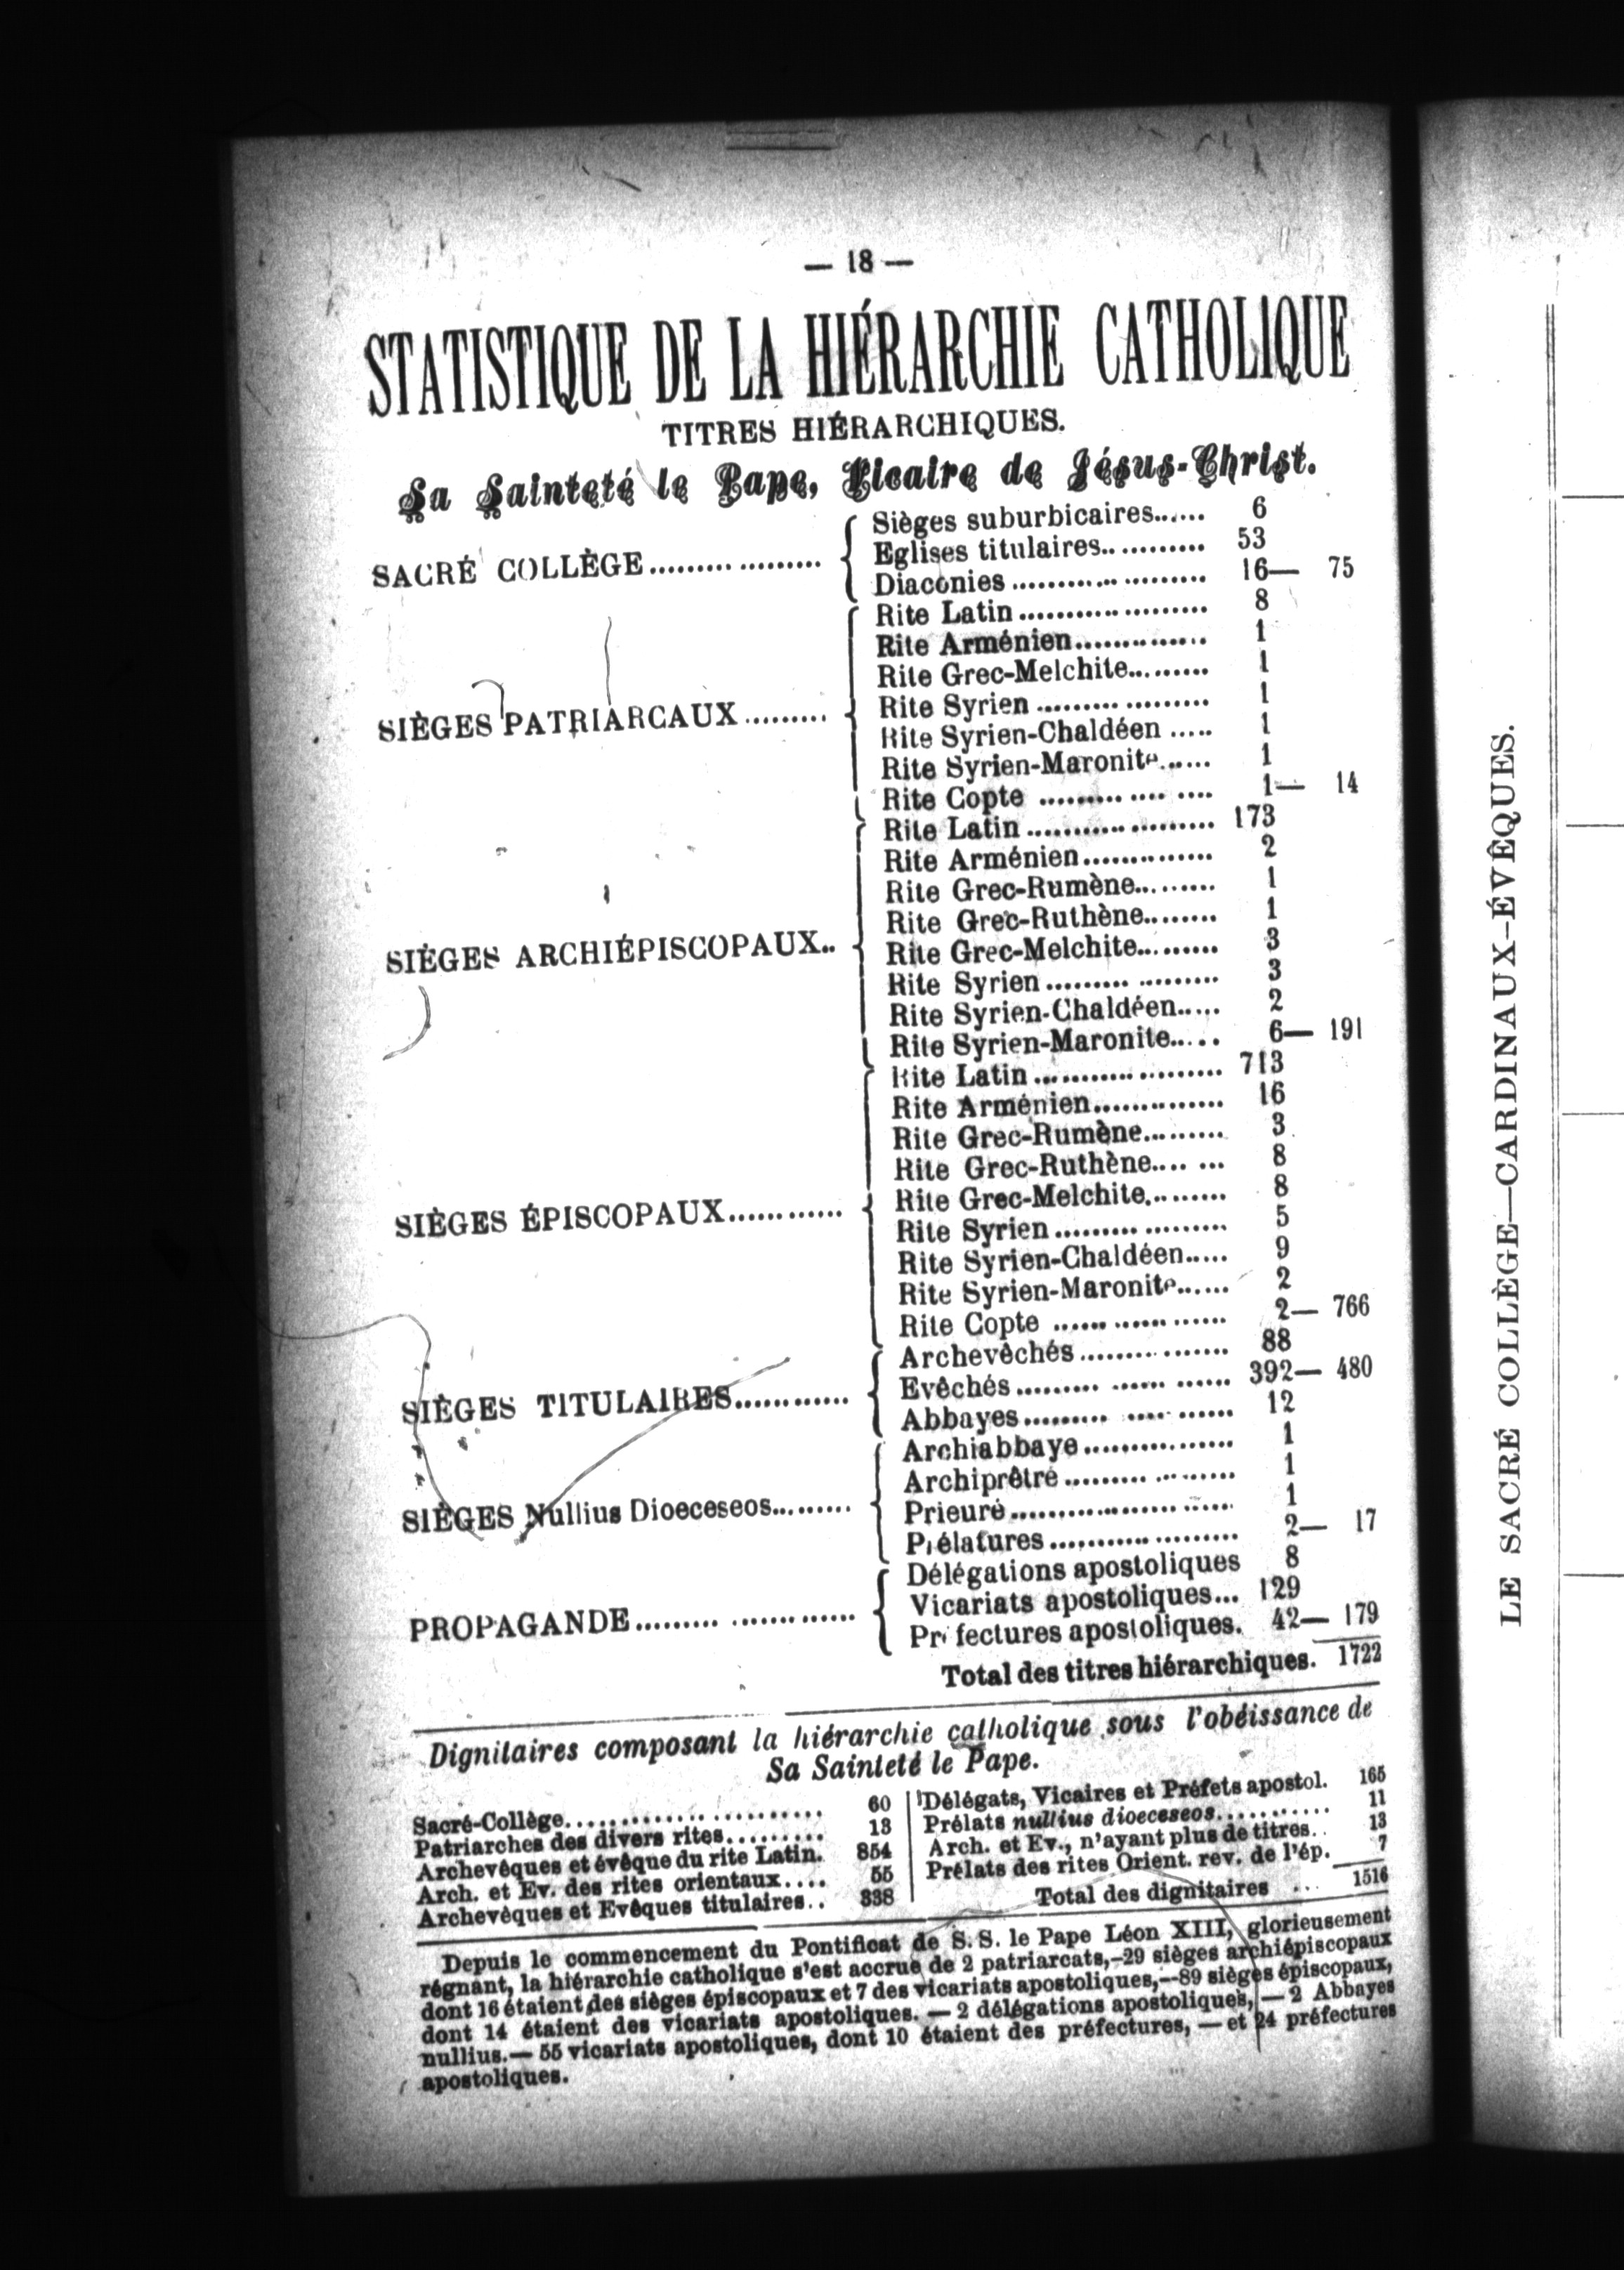 — 18 —
STATISTIQUE DE LA HIÉRARCHIE CATHOLIQUE
TITRES HIÉRARCHIQUES.
Sa Sainteté le Pape, Vicaire de Jésus-Christ.
SACRÉ COLLÈGE
Sièges suburbicaires...... 6
Eglises titulaires............ 53
Diaconies .................... 16— 75
SIÈGES PATRIARCAUX
Rite Latin .................... 8
Rite Arménien.............. 1
Rite Grec-Melchite......... 1
Rite Syrien .................. 1
Rite Syrien-Chaldéen ..... 1
Rite Syrien-Maronite...... 1
Rite Copte .................. 1— 14
SIÈGES ARCHIÉPISCOPAUX..
Rite Latin .................... 173
Rite Arménien.............. 2
Rite Grec-Rumène......... 1
Rite Grec-Ruthène........ 1
Rite Grec-Melchite......... 3
Rite Syrien .................. 3
Rite Syrien-Chaldéen..... 2
Rite Syrien-Maronite..... 6— 191
SIÈGES ÉPISCOPAUX............
Rite Latin .................... 713
Rite Arménien.............. 16
Rite Grec-Rumène......... 3
Rite Grec-Ruthène.... ... 8
Rite Grec-Melchite......... 8
Rite Syrien .................. 5
Rite Syrien-Chaldéen..... 9
Rite Syrien-Maronite...... 2
Rite Copte .................. 2— 766
SIÈGES TITULAIRES............
Archevêchés ................ 88
Evêchés ...................... 392— 480
Abbayes...................... 12
SIÈGES Nullius Dioeceseos.........
Archiabbaye ................ 1
Archiprêtré .................. 1
Prieuré........................ 1
Prélatures .................... 2— 17
PROPAGANDE.....................
Délégations apostoliques 8
Vicariats apostoliques... 129
Préfectures apostoliques. 42— 179
Total des titres hiérarchiques. 1722
Dignitaires composant la hiérarchie catholique sous l'obéissance de
Sa Sainteté le Pape.
Sacré-Collège...................... 60
Patriarches des divers rites......... 13
Archevêques et évêque du rite Latin. 854
Arch. et Ev. des rites orientaux.... 55
Archevêques et Evêques titulaires.. 338
Délégats, Vicaires et Préfets apostol. 165
Prélats nullius dioeceseos........... 11
Arch. et Ev., n'ayant plus de titres.. 13
Prélats des rites Orient. rev. de l'ép. 7
Total des dignitaires ... 1516
Depuis le commencement du Pontificat de S. S. le Pape Léon XIII, glorieusement
régnant, la hiérarchie catholique s'est accrue de 2 patriarcats,—29 sièges archiépiscopaux
dont 16 étaient des sièges épiscopaux et 7 des vicariats apostoliques,—89 sièges épiscopaux,
dont 14 étaient des vicariats apostoliques. — 2 délégations apostoliques, — 2 Abbayes
nullius.— 55 vicariats apostoliques, dont 10 étaient des préfectures, — et 24 préfectures
apostoliques.
LE SACRÉ COLLÈGE—CARDINAUX-ÉVÊQUES.